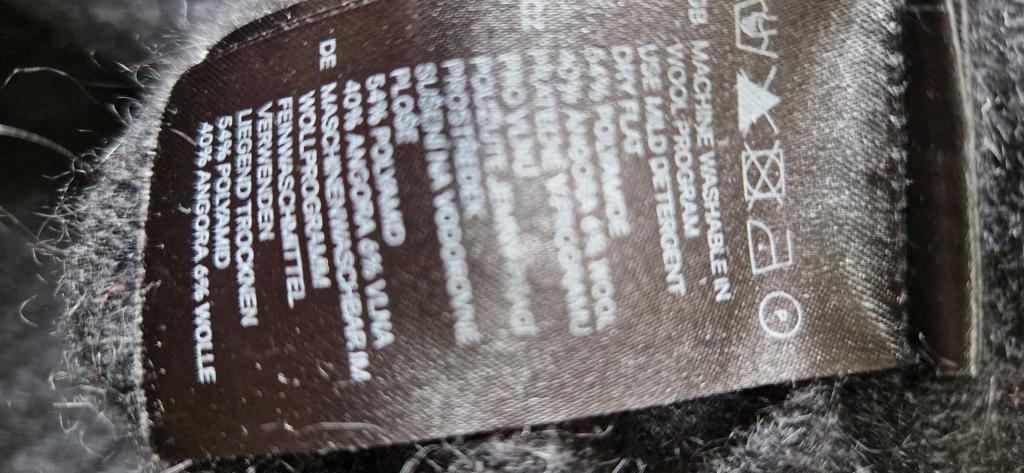 GB MACHINE WASHABLE IN
WOOL PROGRAM
USE MILD DETERGENT
DRY FLAT
54% POLYAMIDE
40% ANGORA 6% WOOL
PRO VLNU
PROSTŘEDEK
SUŠENÍ NA VODOROVNÉ
PLOŠE
54% POLYAMID
40% ANGORA 6% VLNA
DE MASCHINENWASCHBAR IM
WOLLPROGRAMM
FEINWASCHMITTEL
VERWENDEN
LIEGEND TROCKNEN
54% POLYAMID
40% ANGORA 6% WOLLE